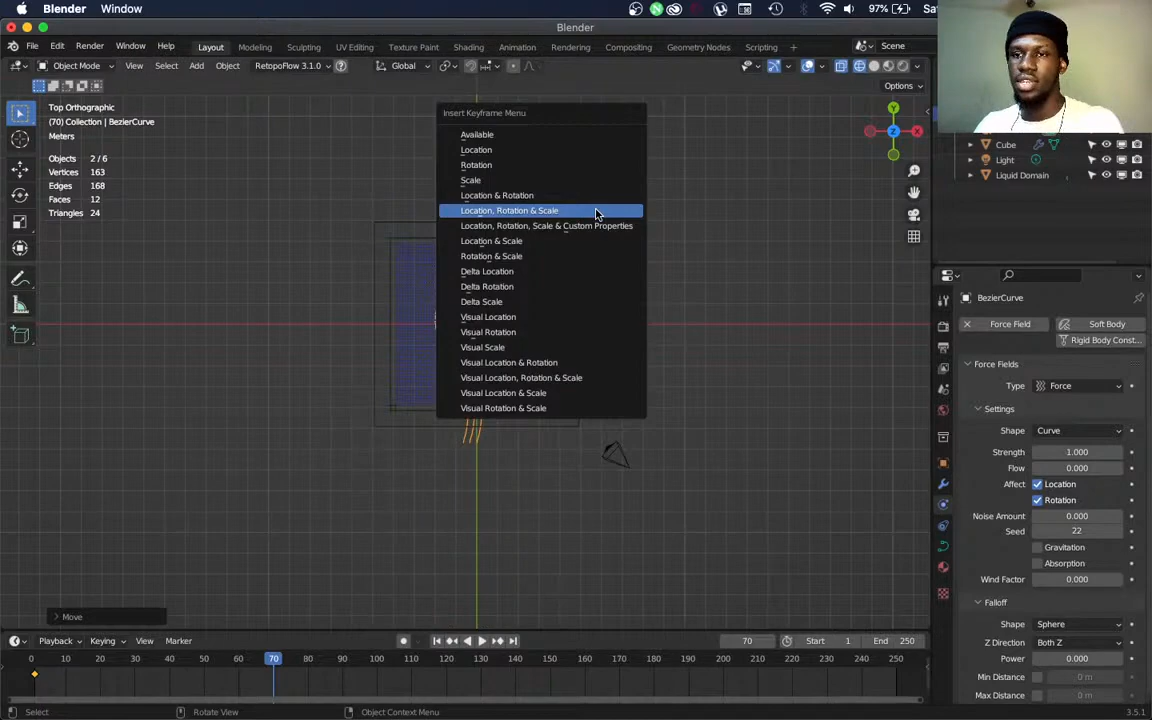 Blender Window 97% Sa
Blender
File Edit Render Window Help Layout Modeling Sculpting UV Editing Texture Paint Shading Animation Rendering Compositing Geometry Nodes Scripting + Scene
Object Mode View Select Add Object RetopoFlow 3.1.0 ? Global
Options
Top Orthographic
(70) Collection | BezierCurve
Meters
Objects 2 / 6
Vertices 163
Edges 168
Faces 12
Triangles 24
Insert Keyframe Menu
Available
Location
Rotation
Scale
Location & Rotation
Location, Rotation & Scale
Location, Rotation, Scale & Custom Properties
Location & Scale
Rotation & Scale
Delta Location
Delta Rotation
Delta Scale
Visual Location
Visual Rotation
Visual Scale
Visual Location & Rotation
Visual Location, Rotation & Scale
Visual Location & Scale
Visual Rotation & Scale
Y
Z X
Cube
Light
Liquid Domain
BezierCurve
Force Field Soft Body
Rigid Body Const...
Force Fields
Type Force
Settings
Shape Curve
Strength 1.000
Flow 0.000
Affect Location
Rotation
Noise Amount 0.000
Seed 22
Gravitation
Absorption
Wind Factor 0.000
Falloff
Shape Sphere
Z Direction Both Z
Power 0.000
Min Distance 0 m
Max Distance 0 m
Move
Playback Keying View Marker 70 Start 1 End 250
0 10 20 30 40 50 60 70 80 90 100 110 120 130 140 150 160 170 180 190 200 210 220 230 240 250
Select Rotate View Object Context Menu 3.5.1